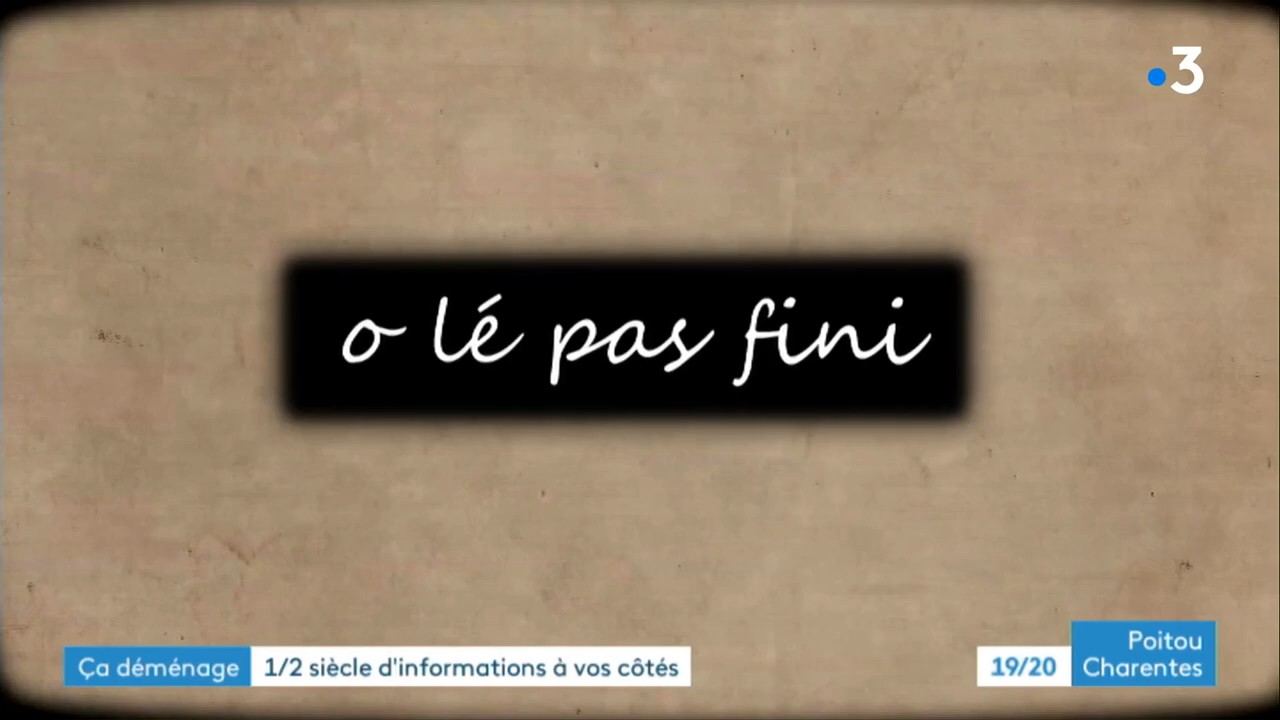 3
o lé pas fini
Ça déménage 1/2 siècle d'informations à vos côtés
19/20 Poitou
Charentes